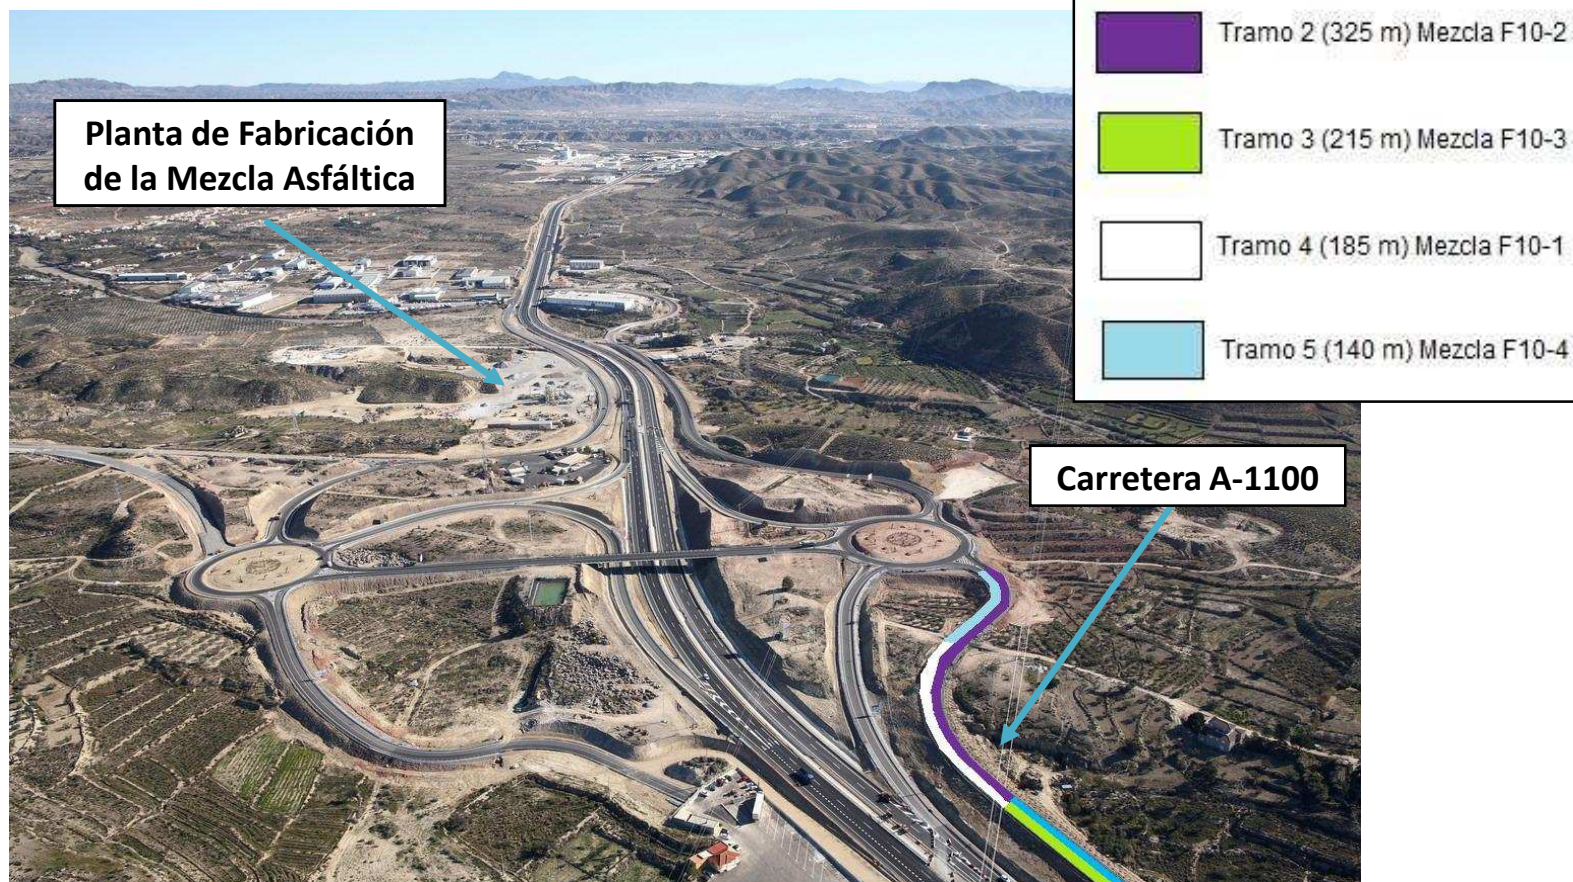 Tramo 2 (325 m) Mezcla F10-2
Tramo 3 (215 m) Mezcla F10-3
Tramo 4 (185 m) Mezcla F10-1
Tramo 5 (140 m) Mezcla F10-4
Planta de Fabricación
de la Mezcla Asfáltica
Carretera A-1100